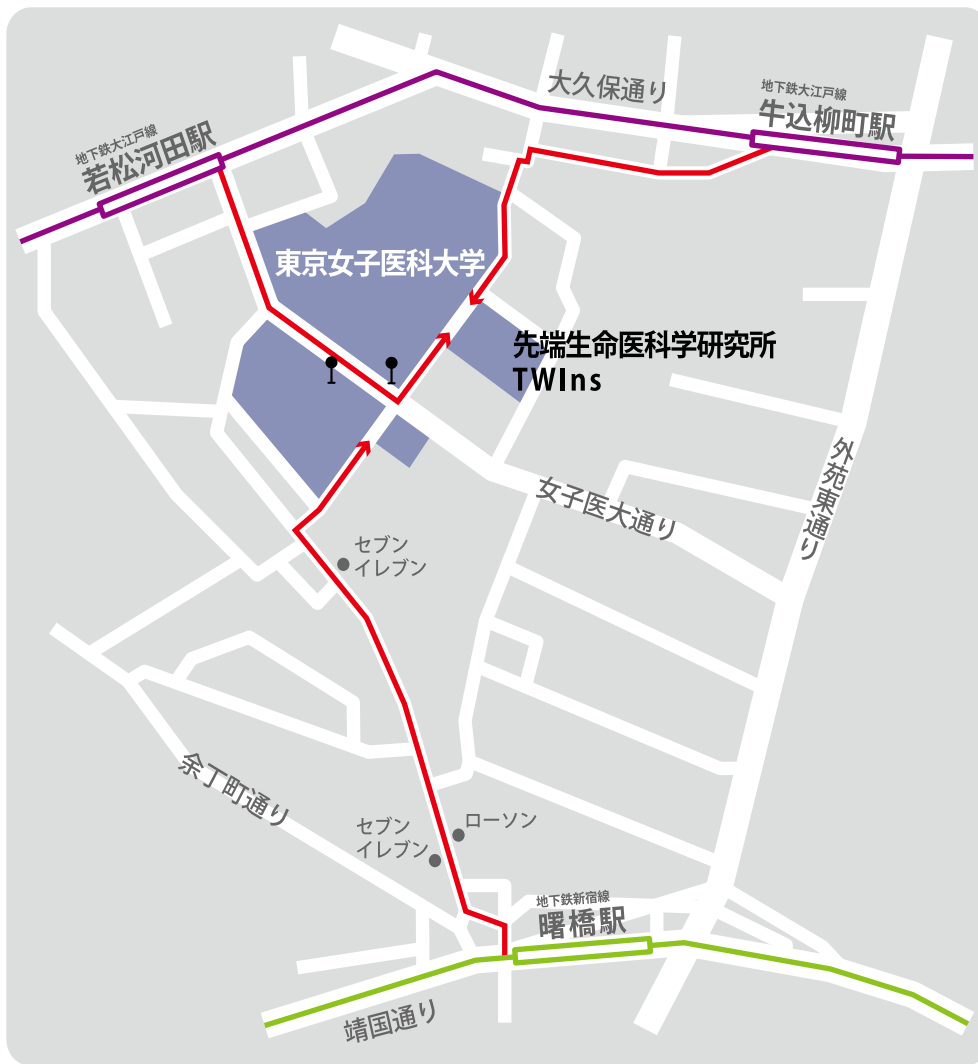 大久保通り
地下鉄大江戸線
牛込柳町駅
地下鉄大江戸線
若松河田駅
東京女子医科大学
先端生命医科学研究所
TWIns
外苑東通り
女子医大通り
セブン
イレブン
余丁町通り
セブン
イレブン
ローソン
地下鉄新宿線
曙橋駅
靖国通り